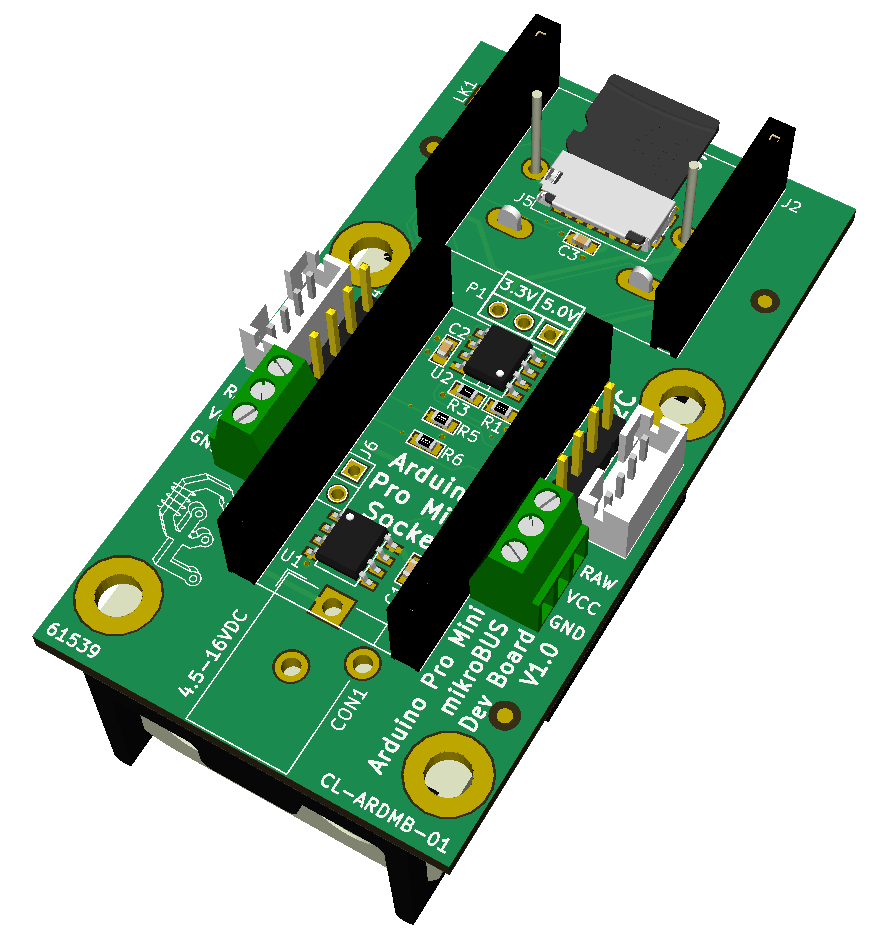 LK1
J2
J5
C3
P1
3.3V
5.0V
C2
U2
R3
R1
R5
R6
J6
Arduin
Pro Mi
Socke
U1
RAW
VCC
GND
GN
4.5-16VDC
CON1
Arduino Pro Mini
mikroBUS
Dev Board
V1.0
61539
CL-ARDMB-01